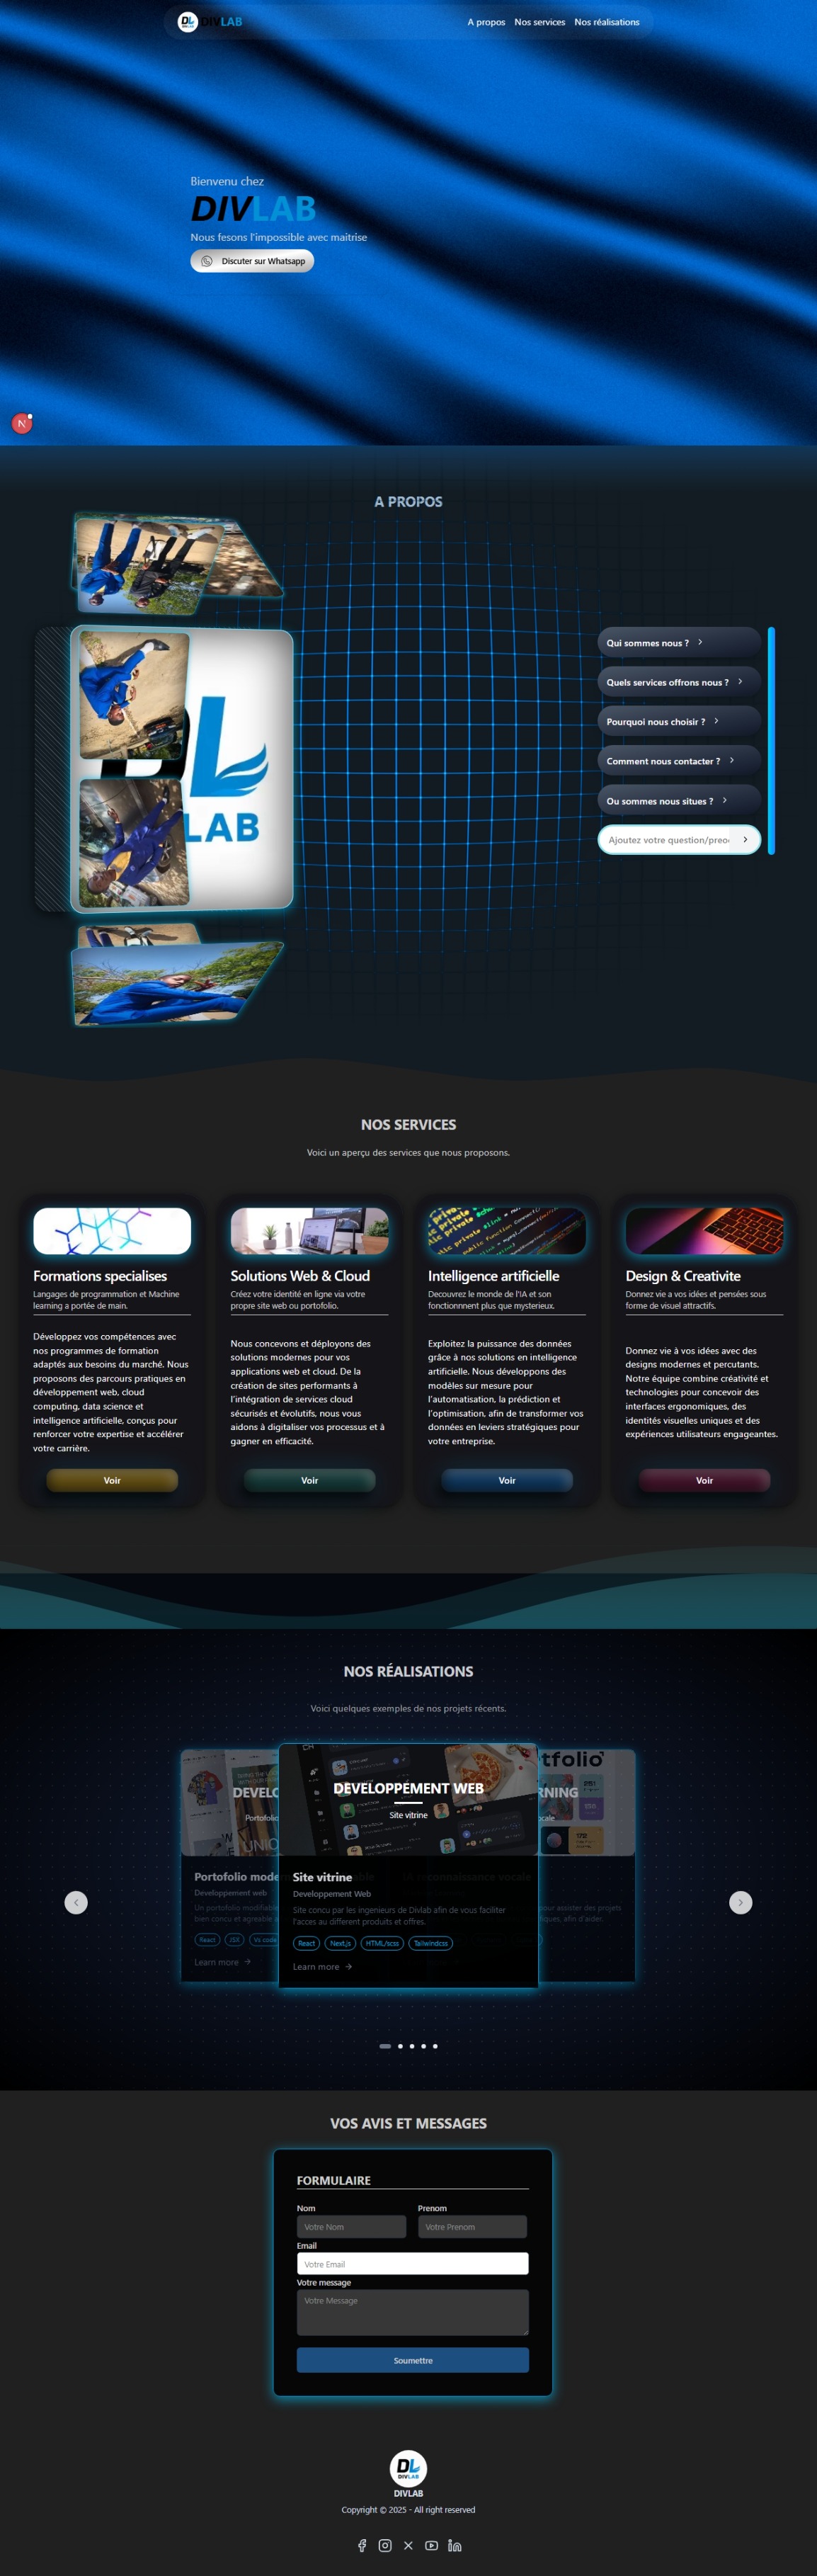 DL
DIVLAB
DIVLAB
A propos
Nos services
Nos réalisations
Bienvenu chez
DIVLAB
Nous fesons l'impossible avec maitrise
Discuter sur Whatsapp
N
A PROPOS
DL
LAB
Qui sommes nous ?
Quels services offrons nous ?
Pourquoi nous choisir ?
Comment nous contacter ?
Ou sommes nous situes ?
Ajoutez votre question/preo
NOS SERVICES
Voici un aperçu des services que nous proposons.
Formations specialises
Langages de programmation et Machine
learning a portée de main.
Développez vos compétences avec
nos programmes de formation
adaptés aux besoins du marché. Nous
proposons des parcours pratiques en
développement web, cloud
computing, data science et
intelligence artificielle, conçus pour
renforcer votre expertise et accélérer
votre carrière.
Voir
Solutions Web & Cloud
Créez votre identité en ligne via votre
propre site web ou portofolio.
Nous concevons et déployons des
solutions modernes pour vos
applications web et cloud. De la
création de sites performants à
l'intégration de services cloud
sécurisés et évolutifs, nous vous
aidons à digitaliser vos processus et à
gagner en efficacité.
Voir
Intelligence artificielle
Decouvrez le monde de l'IA et son
fonctionnnent plus que mysterieux.
Exploitez la puissance des données
grâce à nos solutions en intelligence
artificielle. Nous développons des
modèles sur mesure pour
l'automatisation, la prédiction et
l'optimisation, afin de transformer vos
données en leviers stratégiques pour
votre entreprise.
Voir
Design & Creativite
Donnez vie a vos idées et pensées sous
forme de visuel attractifs.
Donnez vie à vos idées avec des
designs modernes et percutants.
Notre équipe combine créativité et
technologies pour concevoir des
interfaces ergonomiques, des
identités visuelles uniques et des
expériences utilisateurs engageantes.
Voir
NOS RÉALISATIONS
Voici quelques exemples de nos projets récents.
DEVELO
Portofolio
Portofolio mode
Developpement web
Un portofolio modifiable
bien concu et agreable a
React
JSX
Vs code
Learn more
DEVELOPPEMENT WEB
Site vitrine
Site vitrine
Developpement Web
Site concu par les ingenieurs de Divlab afin de vous faciliter
l'acces au different produits et offres.
React
Next.js
HTML/scss
Tailwindcss
Learn more
tfolio
RNING
ocale
reconnaissance vocale
pour assister des projets
tiques, afin d'aider.
VOS AVIS ET MESSAGES
FORMULAIRE
Nom
Prenom
Votre Nom
Votre Prenom
Email
Votre Email
Votre message
Votre Message
Soumettre
DL
DIVLAB
DIVLAB
Copyright © 2025 - All right reserved